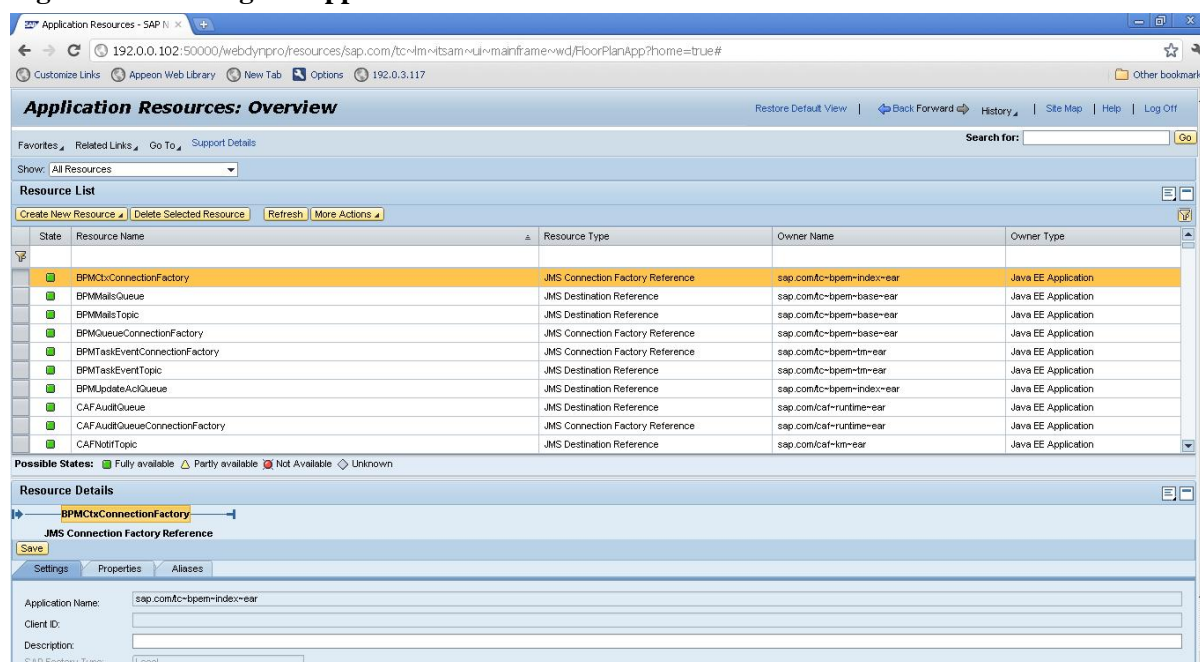 Application Resources - SAP N
192.0.0.102:50000/webdynpro/resources/sap.com/tc~lm~itsam~ui~mainframe~wd/FloorPlanApp?home=true#
Customize Links Appeon Web Library New Tab Options 192.0.3.117 Other bookmark
Application Resources: Overview Restore Default View | Back Forward History | Site Map | Help | Log Off
Favorites Related Links Go To Support Details Search for: Go
Show: All Resources
Resource List
Create New Resource Delete Selected Resource Refresh More Actions
State Resource Name Resource Type Owner Name Owner Type
BPMCtxConnectionFactory JMS Connection Factory Reference sap.com/tc~bpem~index~ear Java EE Application
BPMMailsQueue JMS Destination Reference sap.com/tc~bpem~base~ear Java EE Application
BPMMailsTopic JMS Destination Reference sap.com/tc~bpem~base~ear Java EE Application
BPMQueueConnectionFactory JMS Connection Factory Reference sap.com/tc~bpem~base~ear Java EE Application
BPMTaskEventConnectionFactory JMS Connection Factory Reference sap.com/tc~bpem~tm~ear Java EE Application
BPMTaskEventTopic JMS Destination Reference sap.com/tc~bpem~tm~ear Java EE Application
BPMUpdateAclQueue JMS Destination Reference sap.com/tc~bpem~index~ear Java EE Application
CAFAuditQueue JMS Destination Reference sap.com/caf~runtime~ear Java EE Application
CAFAuditQueueConnectionFactory JMS Connection Factory Reference sap.com/caf~runtime~ear Java EE Application
CAFNotifTopic JMS Destination Reference sap.com/caf~km~ear Java EE Application
Possible States: Fully available Partly available Not Available Unknown
Resource Details
BPMCtxConnectionFactory
JMS Connection Factory Reference
Save
Settings Properties Aliases
Application Name: sap.com/tc~bpem~index~ear
Client ID:
Description:
SAP Factory Type: Local